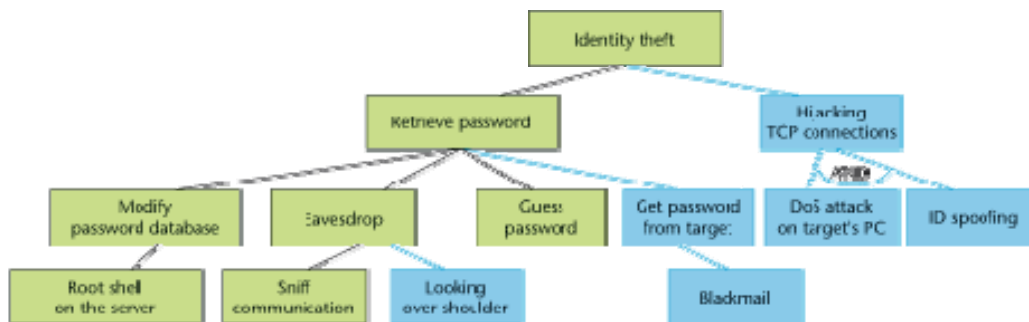 Identity theft
Retrieve password
Hijacking
TCP connections
AND
Modify
password database
Eavesdrop
Guess
password
Get password
from target
DoS attack
on target's PC
ID spoofing
Root shell
on the server
Sniff
communication
Looking
over shoulder
Blackmail